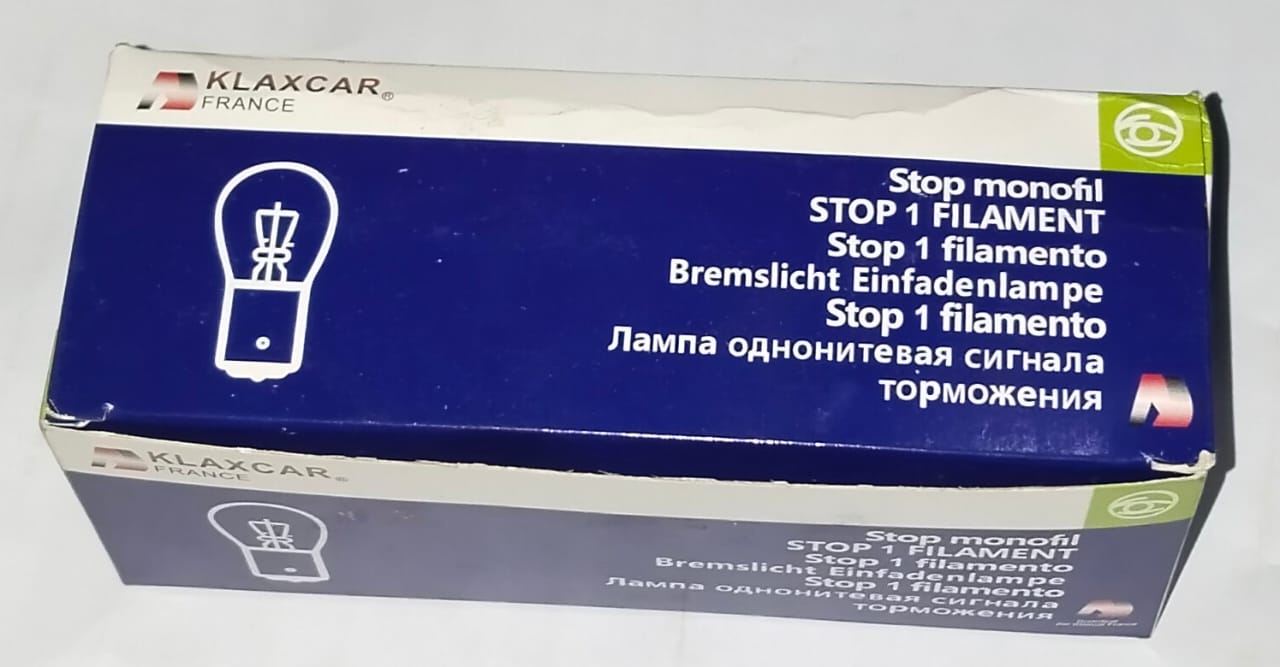 KLAXCAR®
FRANCE
Stop monofil
STOP 1 FILAMENT
Stop 1 filamento
Bremslicht Einfadenlampe
Stop 1 filamento
Лампа однонитевая сигнала
торможения
KLAXCAR®
FRANCE
Stop monofil
STOP 1 FILAMENT
Stop 1 filamento
Bremslicht Einfadenlampe
Stop 1 filamento
Лампа однонитевая сигнала
торможения